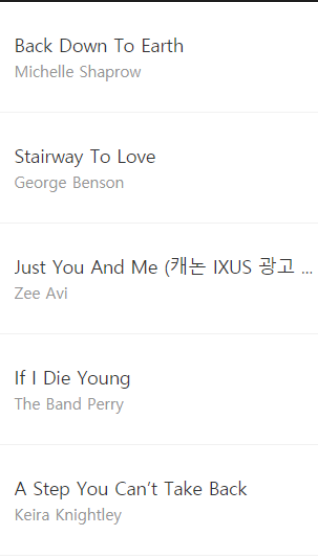 Back Down To Earth
Michelle Shaprow
Stairway To Love
George Benson
Just You And Me (캐논 IXUS 광고 ...
Zee Avi
If I Die Young
The Band Perry
A Step You Can't Take Back
Keira Knightley